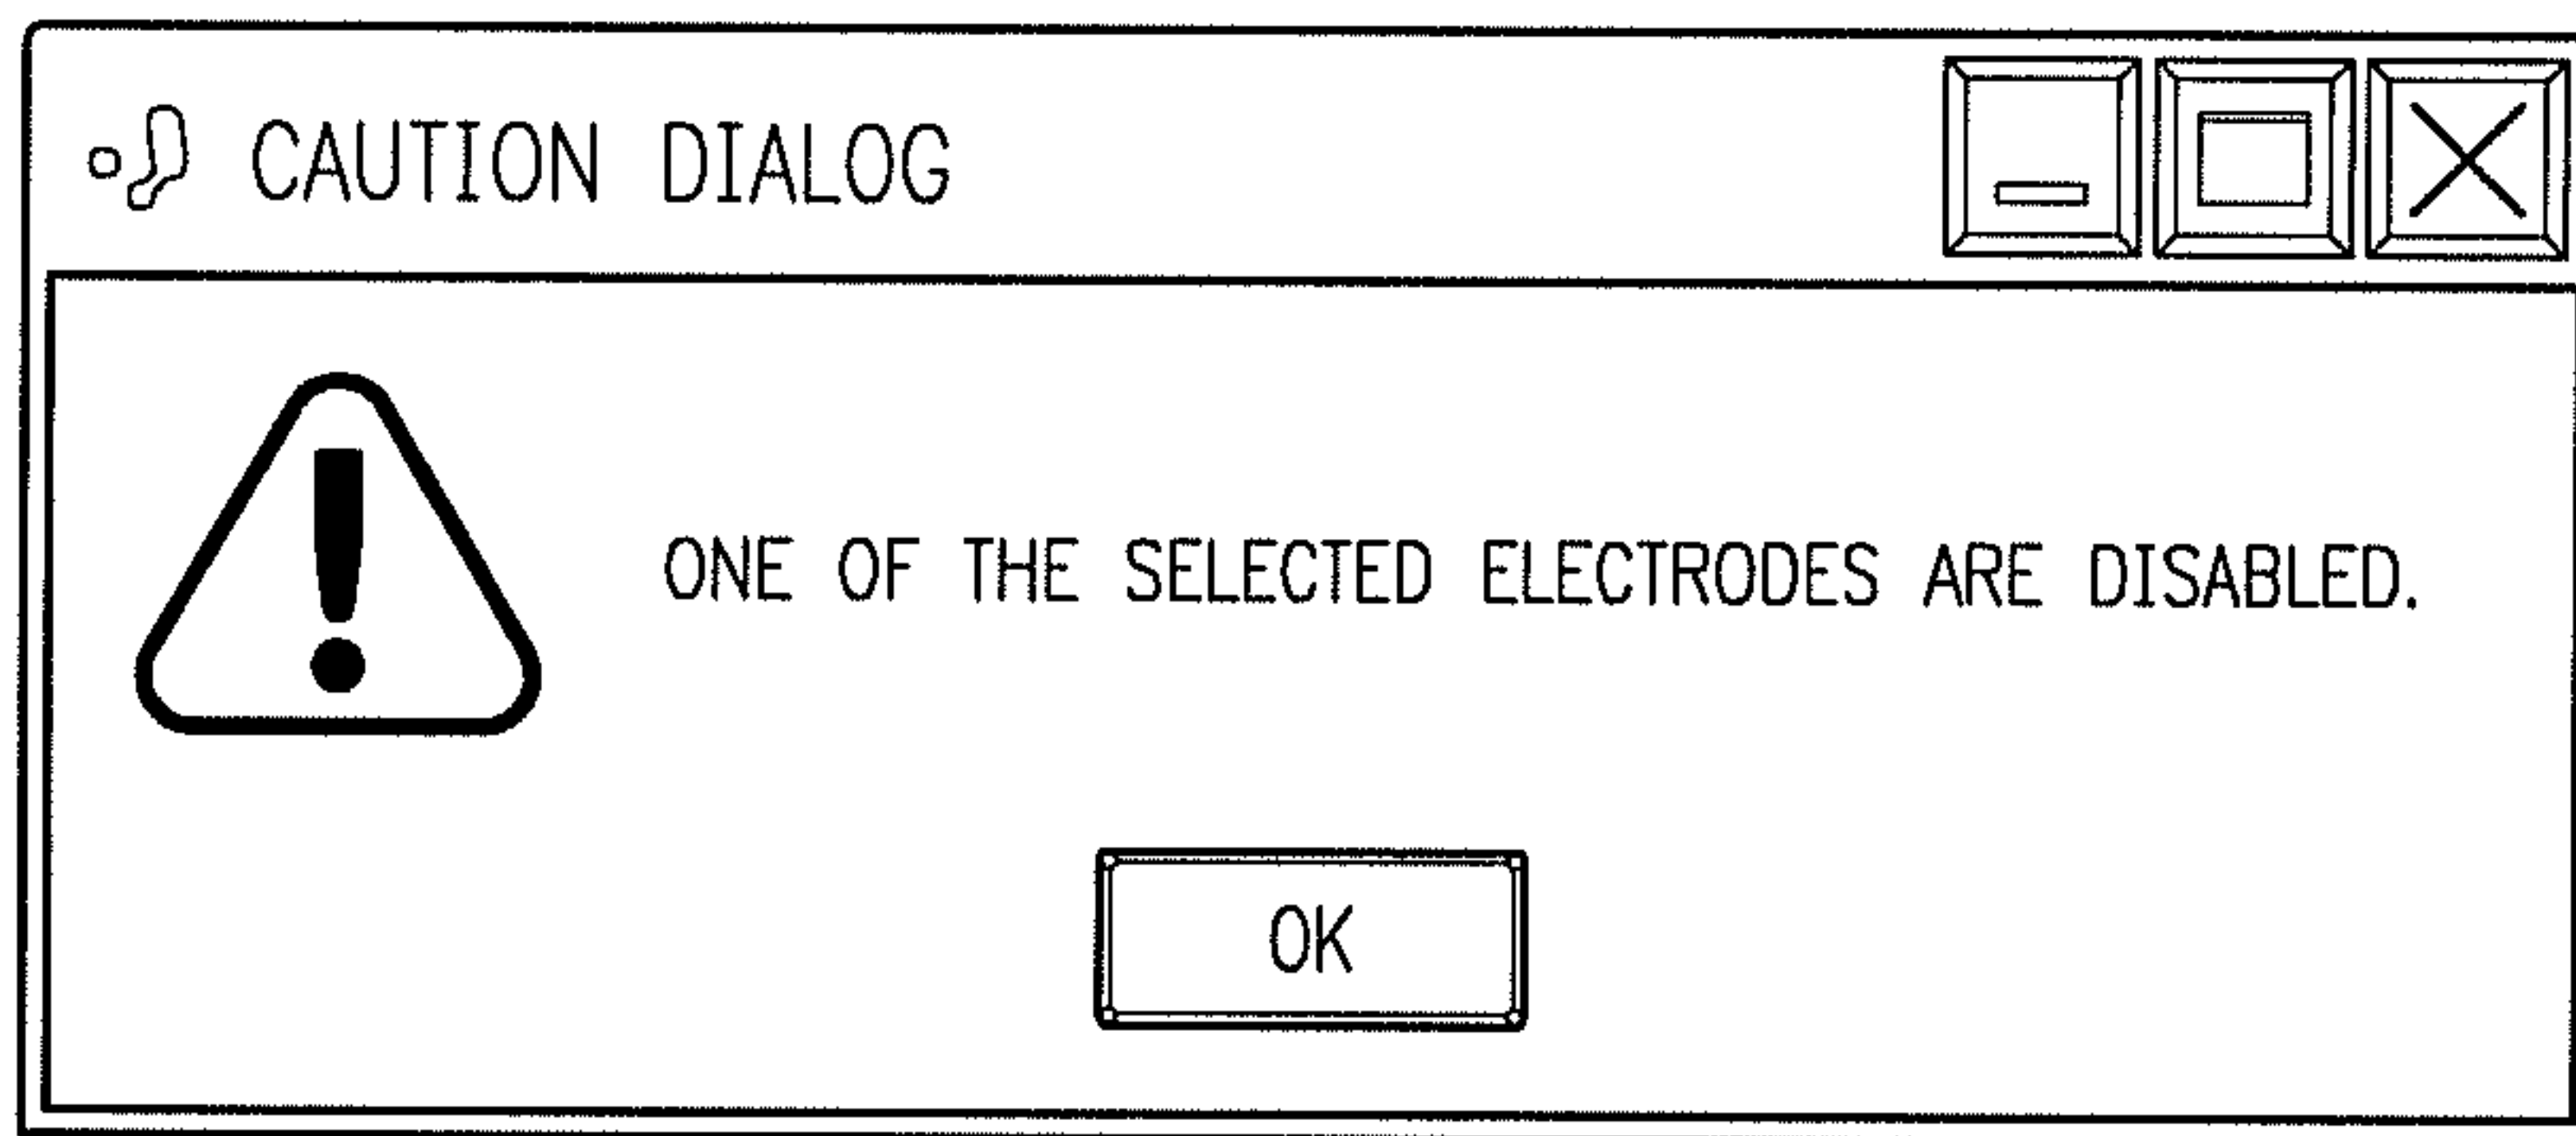 CAUTION DIALOG
ONE OF THE SELECTED ELECTRODES ARE DISABLED.
OK